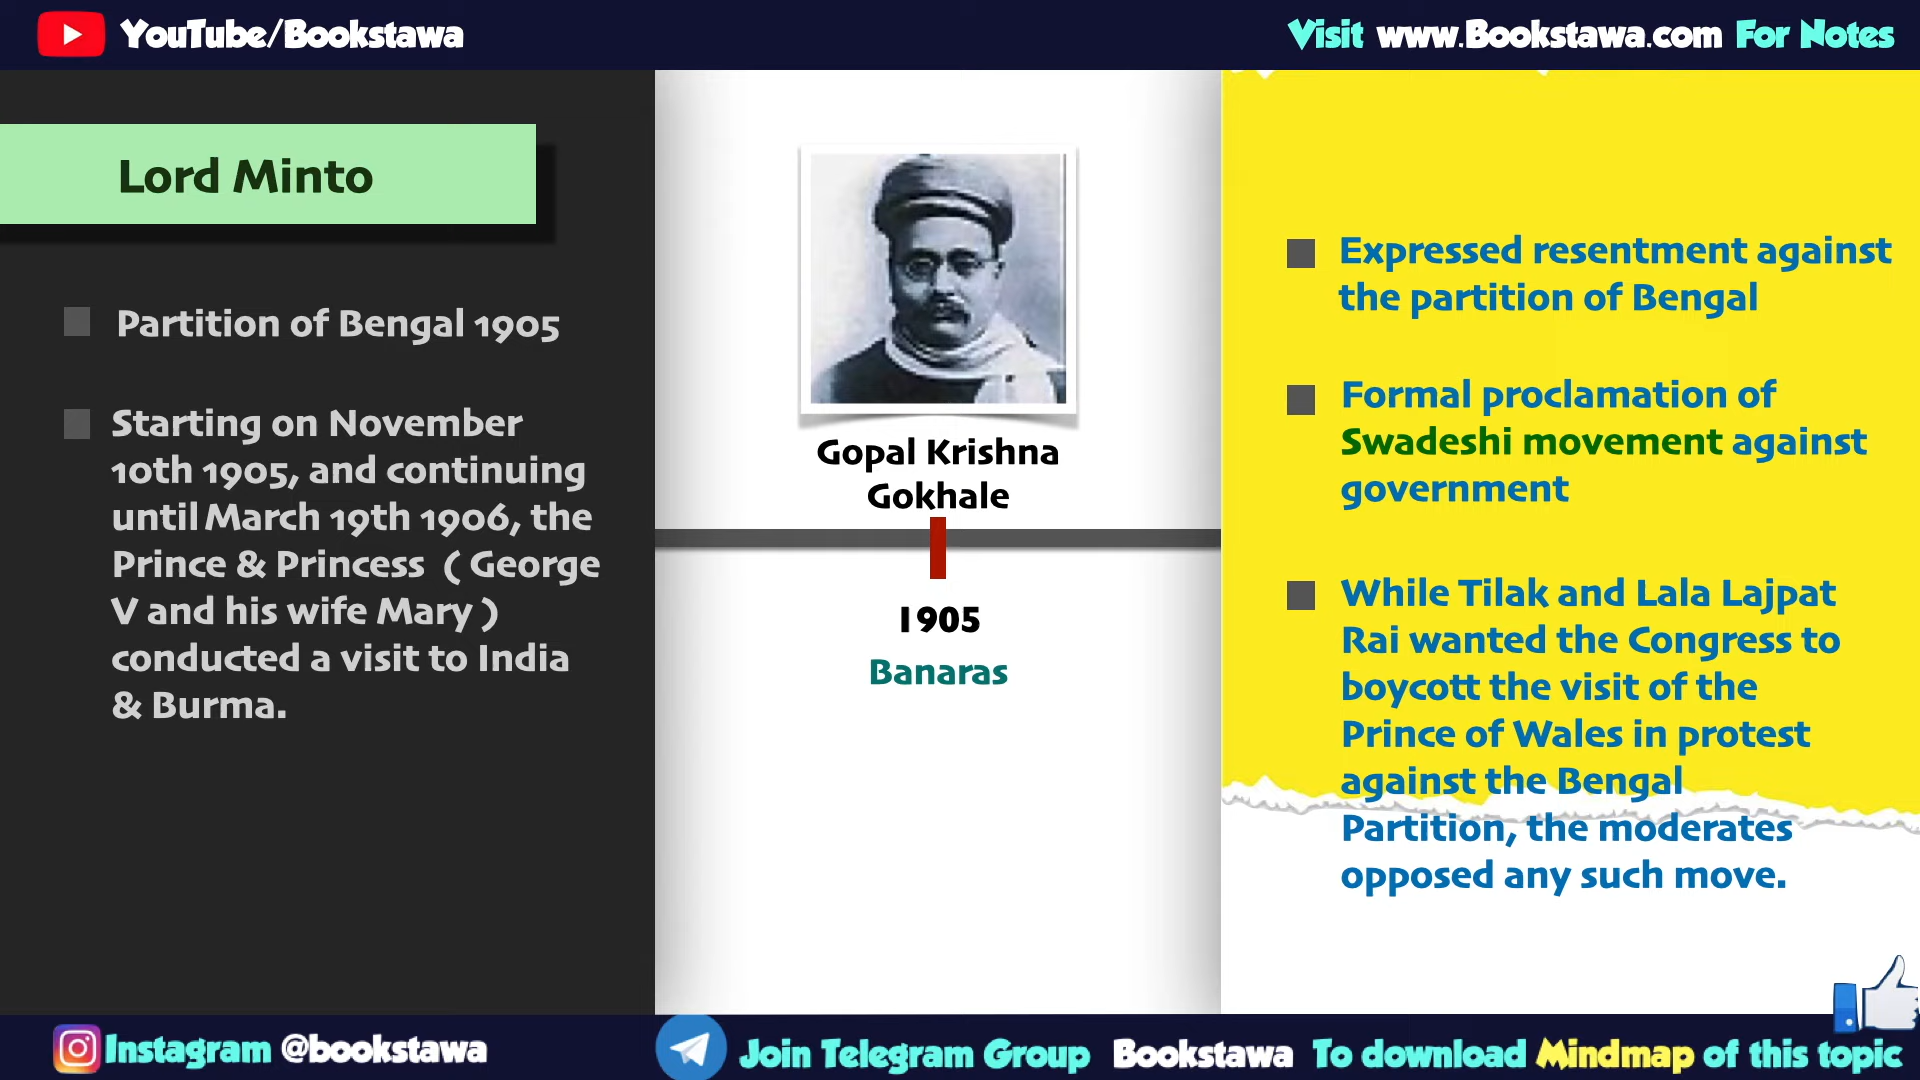 YouTube/Bookstawa
Visit www.Bookstawa.com For Notes
Lord Minto
Partition of Bengal 1905
Starting on November
10th 1905, and continuing
until March 19th 1906, the
Prince & Princess ( George
V and his wife Mary )
conducted a visit to India
& Burma.
Gopal Krishna
Gokhale
1905
Banaras
Expressed resentment against
the partition of Bengal
Formal proclamation of
Swadeshi movement against
government
While Tilak and Lala Lajpat
Rai wanted the Congress to
boycott the visit of the
Prince of Wales in protest
against the Bengal
Partition, the moderates
opposed any such move.
Instagram @bookstawa
Join Telegram Group Bookstawa To download Mindmap of this topic